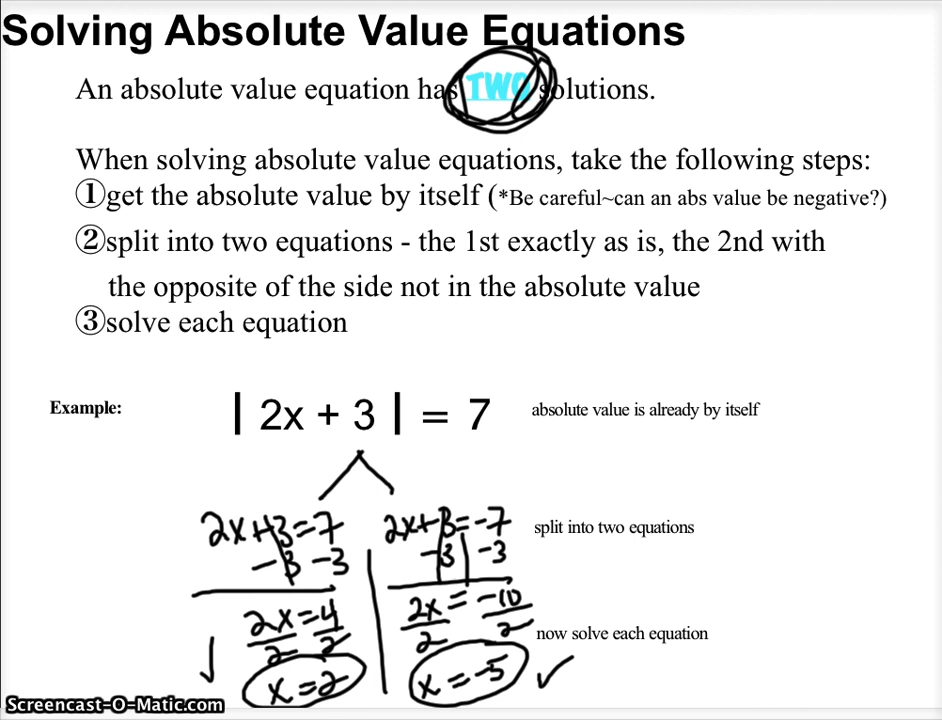 Solving Absolute Value Equations
An absolute value equation has TWO solutions.
When solving absolute value equations, take the following steps:
①get the absolute value by itself (*Be careful~can an abs value be negative?)
②split into two equations - the 1st exactly as is, the 2nd with
the opposite of the side not in the absolute value
③solve each equation
Example: | 2x + 3 | = 7 absolute value is already by itself
2x+3=7 2x+3=-7 split into two equations
-3 -3 -3 -3
2x=4 2x=-10
2 2 2 2 now solve each equation
x=2 x=-5
Screencast-O-Matic.com